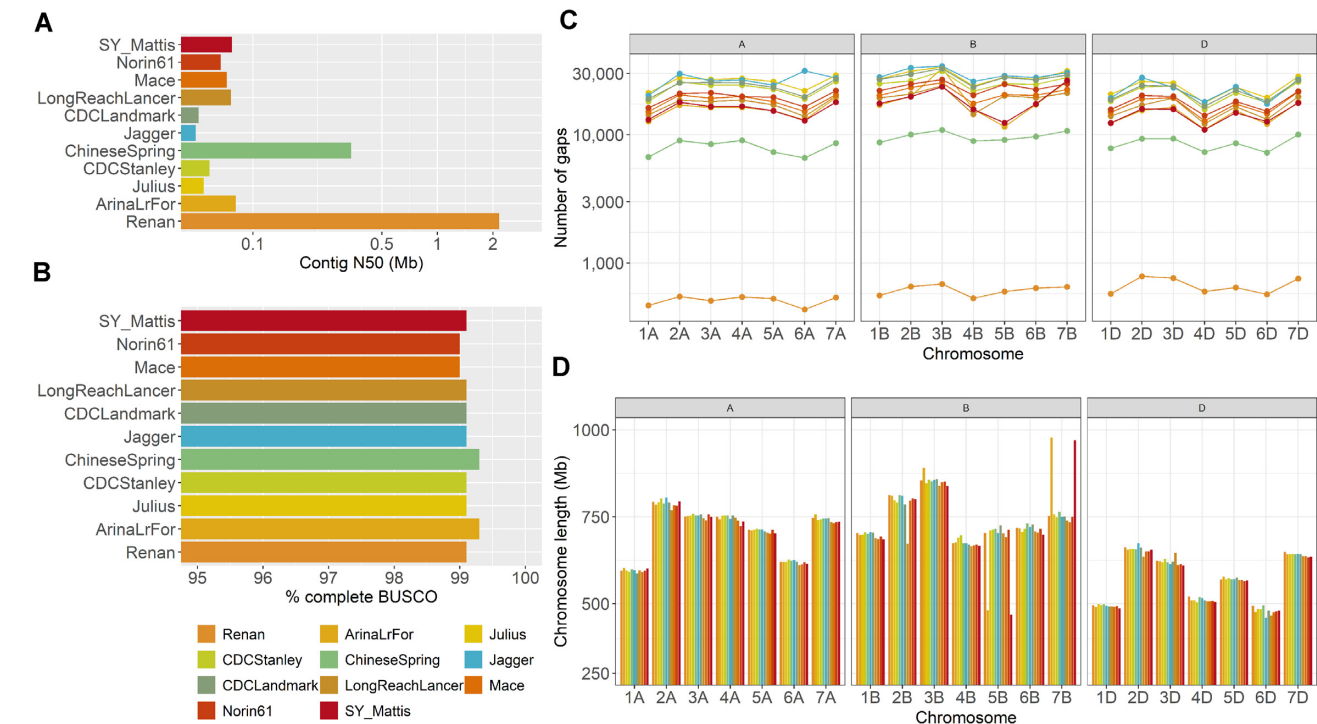 A
SY_Mattis
Norin61
Mace
LongReachLancer
CDCLandmark
Jagger
ChineseSpring
CDCStanley
Julius
ArinaLrFor
Renan
0.1 0.5 1 2
Contig N50 (Mb)
B
SY_Mattis
Norin61
Mace
LongReachLancer
CDCLandmark
Jagger
ChineseSpring
CDCStanley
Julius
ArinaLrFor
Renan
95 96 97 98 99 100
% complete BUSCO
Renan ArinaLrFor Julius
CDCStanley ChineseSpring Jagger
CDCLandmark LongReachLancer Mace
Norin61 SY_Mattis
C
A B D
Number of gaps
30,000
10,000
3,000
1,000
1A 2A 3A 4A 5A 6A 7A 1B 2B 3B 4B 5B 6B 7B 1D 2D 3D 4D 5D 6D 7D
Chromosome
D
A B D
Chromosome length (Mb)
1000
750
500
250
1A 2A 3A 4A 5A 6A 7A 1B 2B 3B 4B 5B 6B 7B 1D 2D 3D 4D 5D 6D 7D
Chromosome